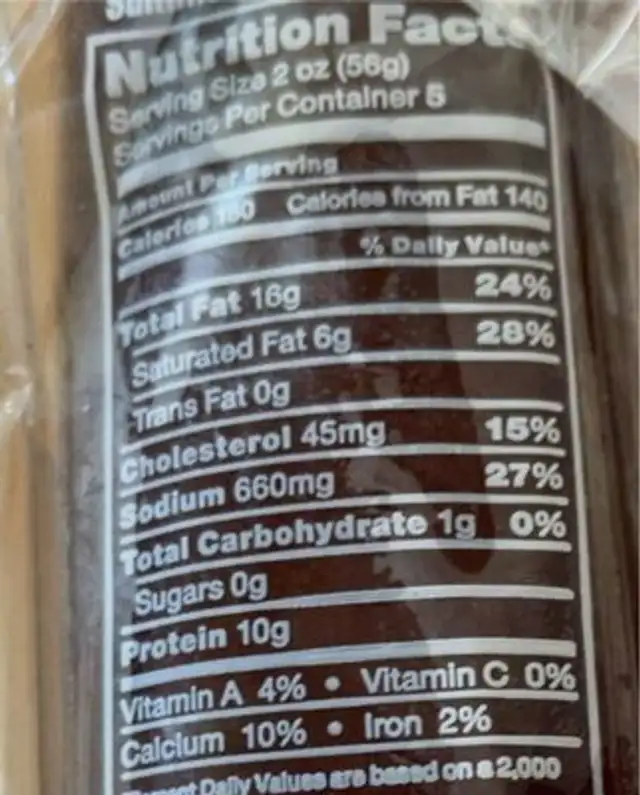 Nutrition Facts
Serving Size 2 oz (56g)
Servings Per Container 5
Amount Per Serving
Calories 180 Calories from Fat 140
% Daily Value*
Total Fat 16g 24%
Saturated Fat 6g 28%
Trans Fat 0g
Cholesterol 45mg 15%
Sodium 660mg 27%
Total Carbohydrate 1g 0%
Sugars 0g
Protein 10g
Vitamin A 4% • Vitamin C 0%
Calcium 10% • Iron 2%
Percent Daily Values are based on a 2,000